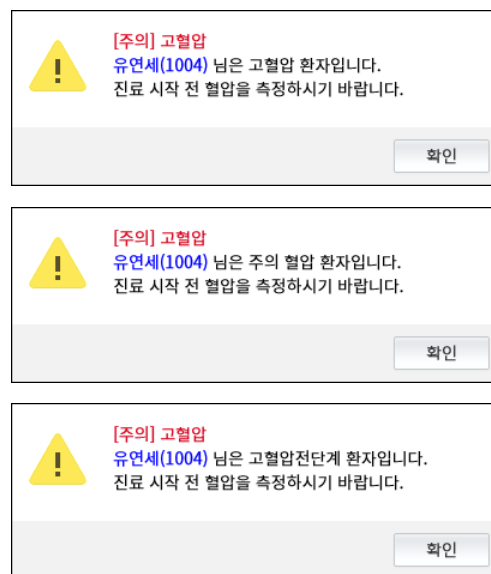 [주의] 고혈압
유연세(1004) 님은 고혈압 환자입니다.
진료 시작 전 혈압을 측정하시기 바랍니다.
확인
[주의] 고혈압
유연세(1004) 님은 주의 혈압 환자입니다.
진료 시작 전 혈압을 측정하시기 바랍니다.
확인
[주의] 고혈압
유연세(1004) 님은 고혈압전단계 환자입니다.
진료 시작 전 혈압을 측정하시기 바랍니다.
확인